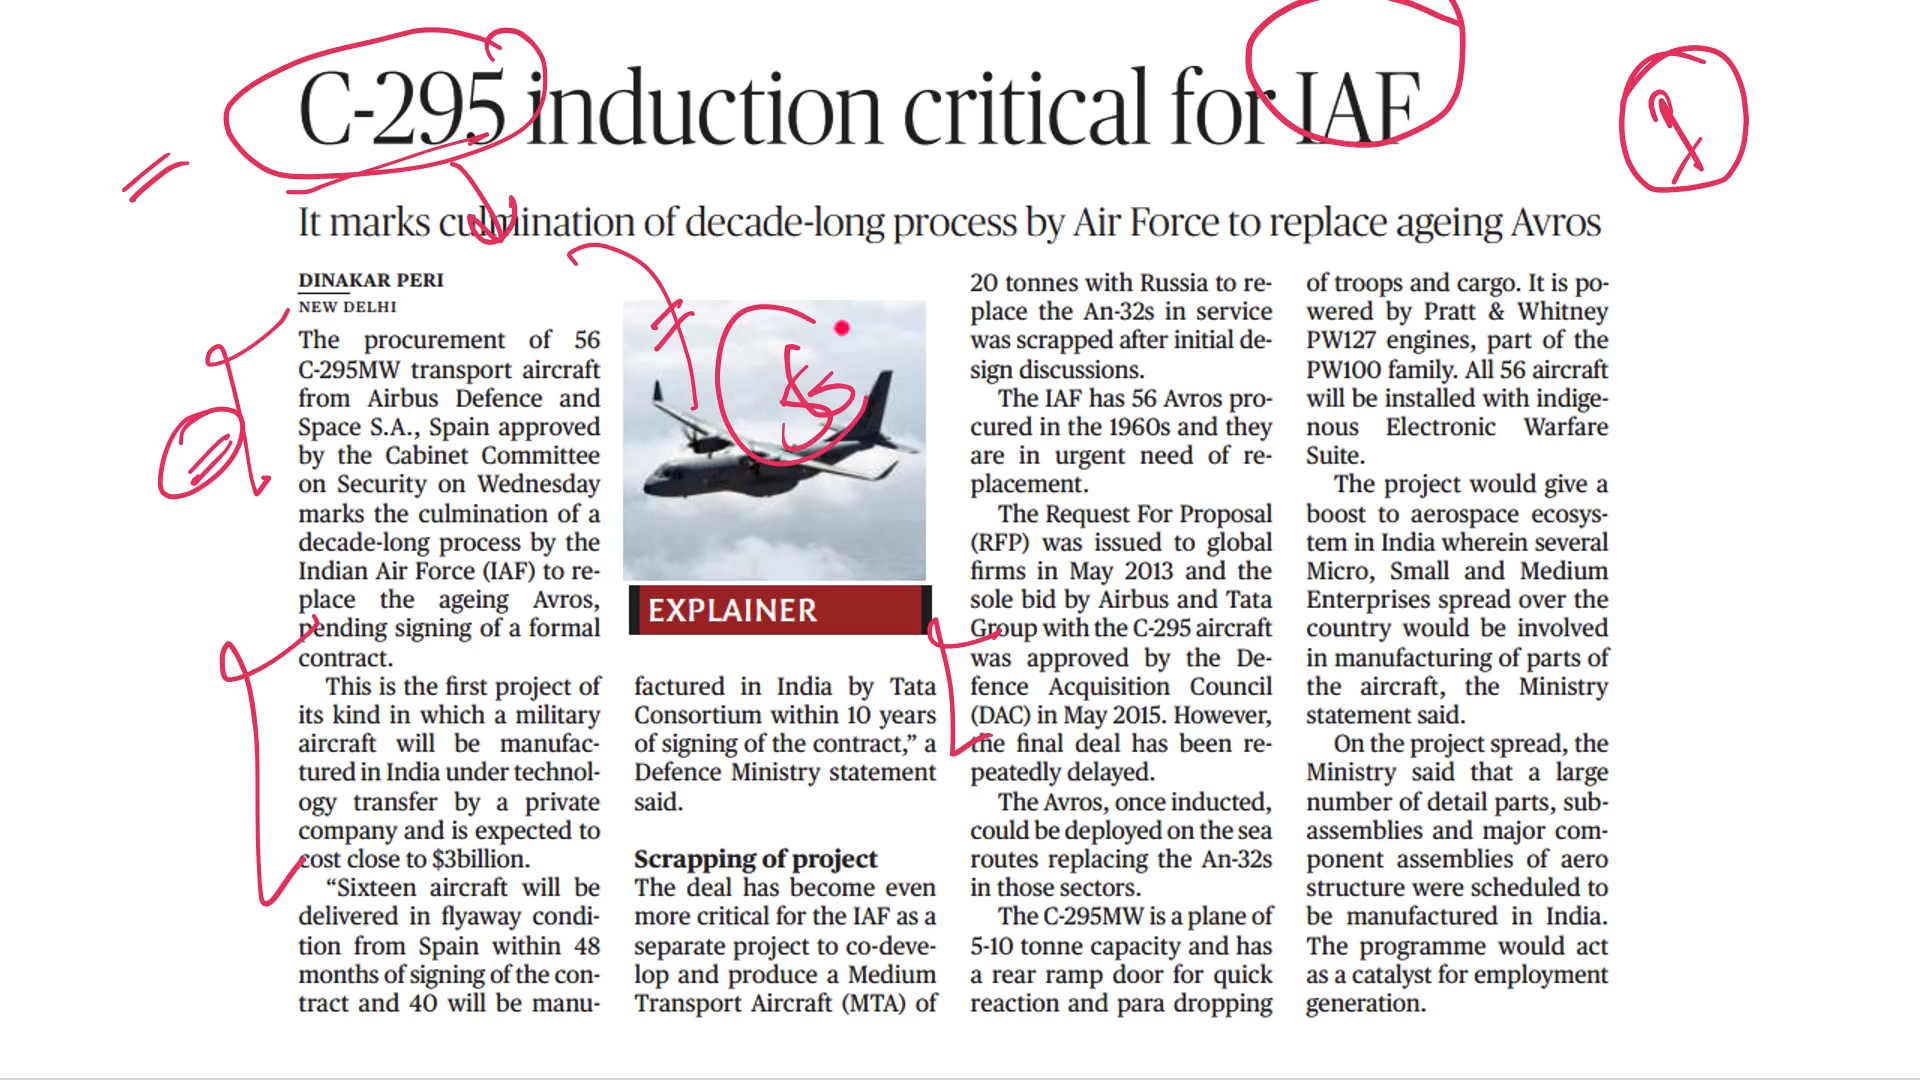 C-295 induction critical for IAF
It marks culmination of decade-long process by Air Force to replace ageing Avros
DINAKAR PERI
NEW DELHI
The procurement of 56
C-295MW transport aircraft
from Airbus Defence and
Space S.A., Spain approved
by the Cabinet Committee
on Security on Wednesday
marks the culmination of a
decade-long process by the
Indian Air Force (IAF) to re-
place the ageing Avros,
pending signing of a formal
contract.
This is the first project of
its kind in which a military
aircraft will be manufac-
tured in India under technol-
ogy transfer by a private
company and is expected to
cost close to $3billion.
“Sixteen aircraft will be
delivered in flyaway condi-
tion from Spain within 48
months of signing of the con-
tract and 40 will be manu-
EXPLAINER
factured in India by Tata
Consortium within 10 years
of signing of the contract,” a
Defence Ministry statement
said.
Scrapping of project
The deal has become even
more critical for the IAF as a
separate project to co-deve-
lop and produce a Medium
Transport Aircraft (MTA) of
20 tonnes with Russia to re-
place the An-32s in service
was scrapped after initial de-
sign discussions.
The IAF has 56 Avros pro-
cured in the 1960s and they
are in urgent need of re-
placement.
The Request For Proposal
(RFP) was issued to global
firms in May 2013 and the
sole bid by Airbus and Tata
Group with the C-295 aircraft
was approved by the De-
fence Acquisition Council
(DAC) in May 2015. However,
the final deal has been re-
peatedly delayed.
The Avros, once inducted,
could be deployed on the sea
routes replacing the An-32s
in those sectors.
The C-295MW is a plane of
5-10 tonne capacity and has
a rear ramp door for quick
reaction and para dropping
of troops and cargo. It is po-
wered by Pratt & Whitney
PW127 engines, part of the
PW100 family. All 56 aircraft
will be installed with indige-
nous Electronic Warfare
Suite.
The project would give a
boost to aerospace ecosys-
tem in India wherein several
Micro, Small and Medium
Enterprises spread over the
country would be involved
in manufacturing of parts of
the aircraft, the Ministry
statement said.
On the project spread, the
Ministry said that a large
number of detail parts, sub-
assemblies and major com-
ponent assemblies of aero
structure were scheduled to
be manufactured in India.
The programme would act
as a catalyst for employment
generation.